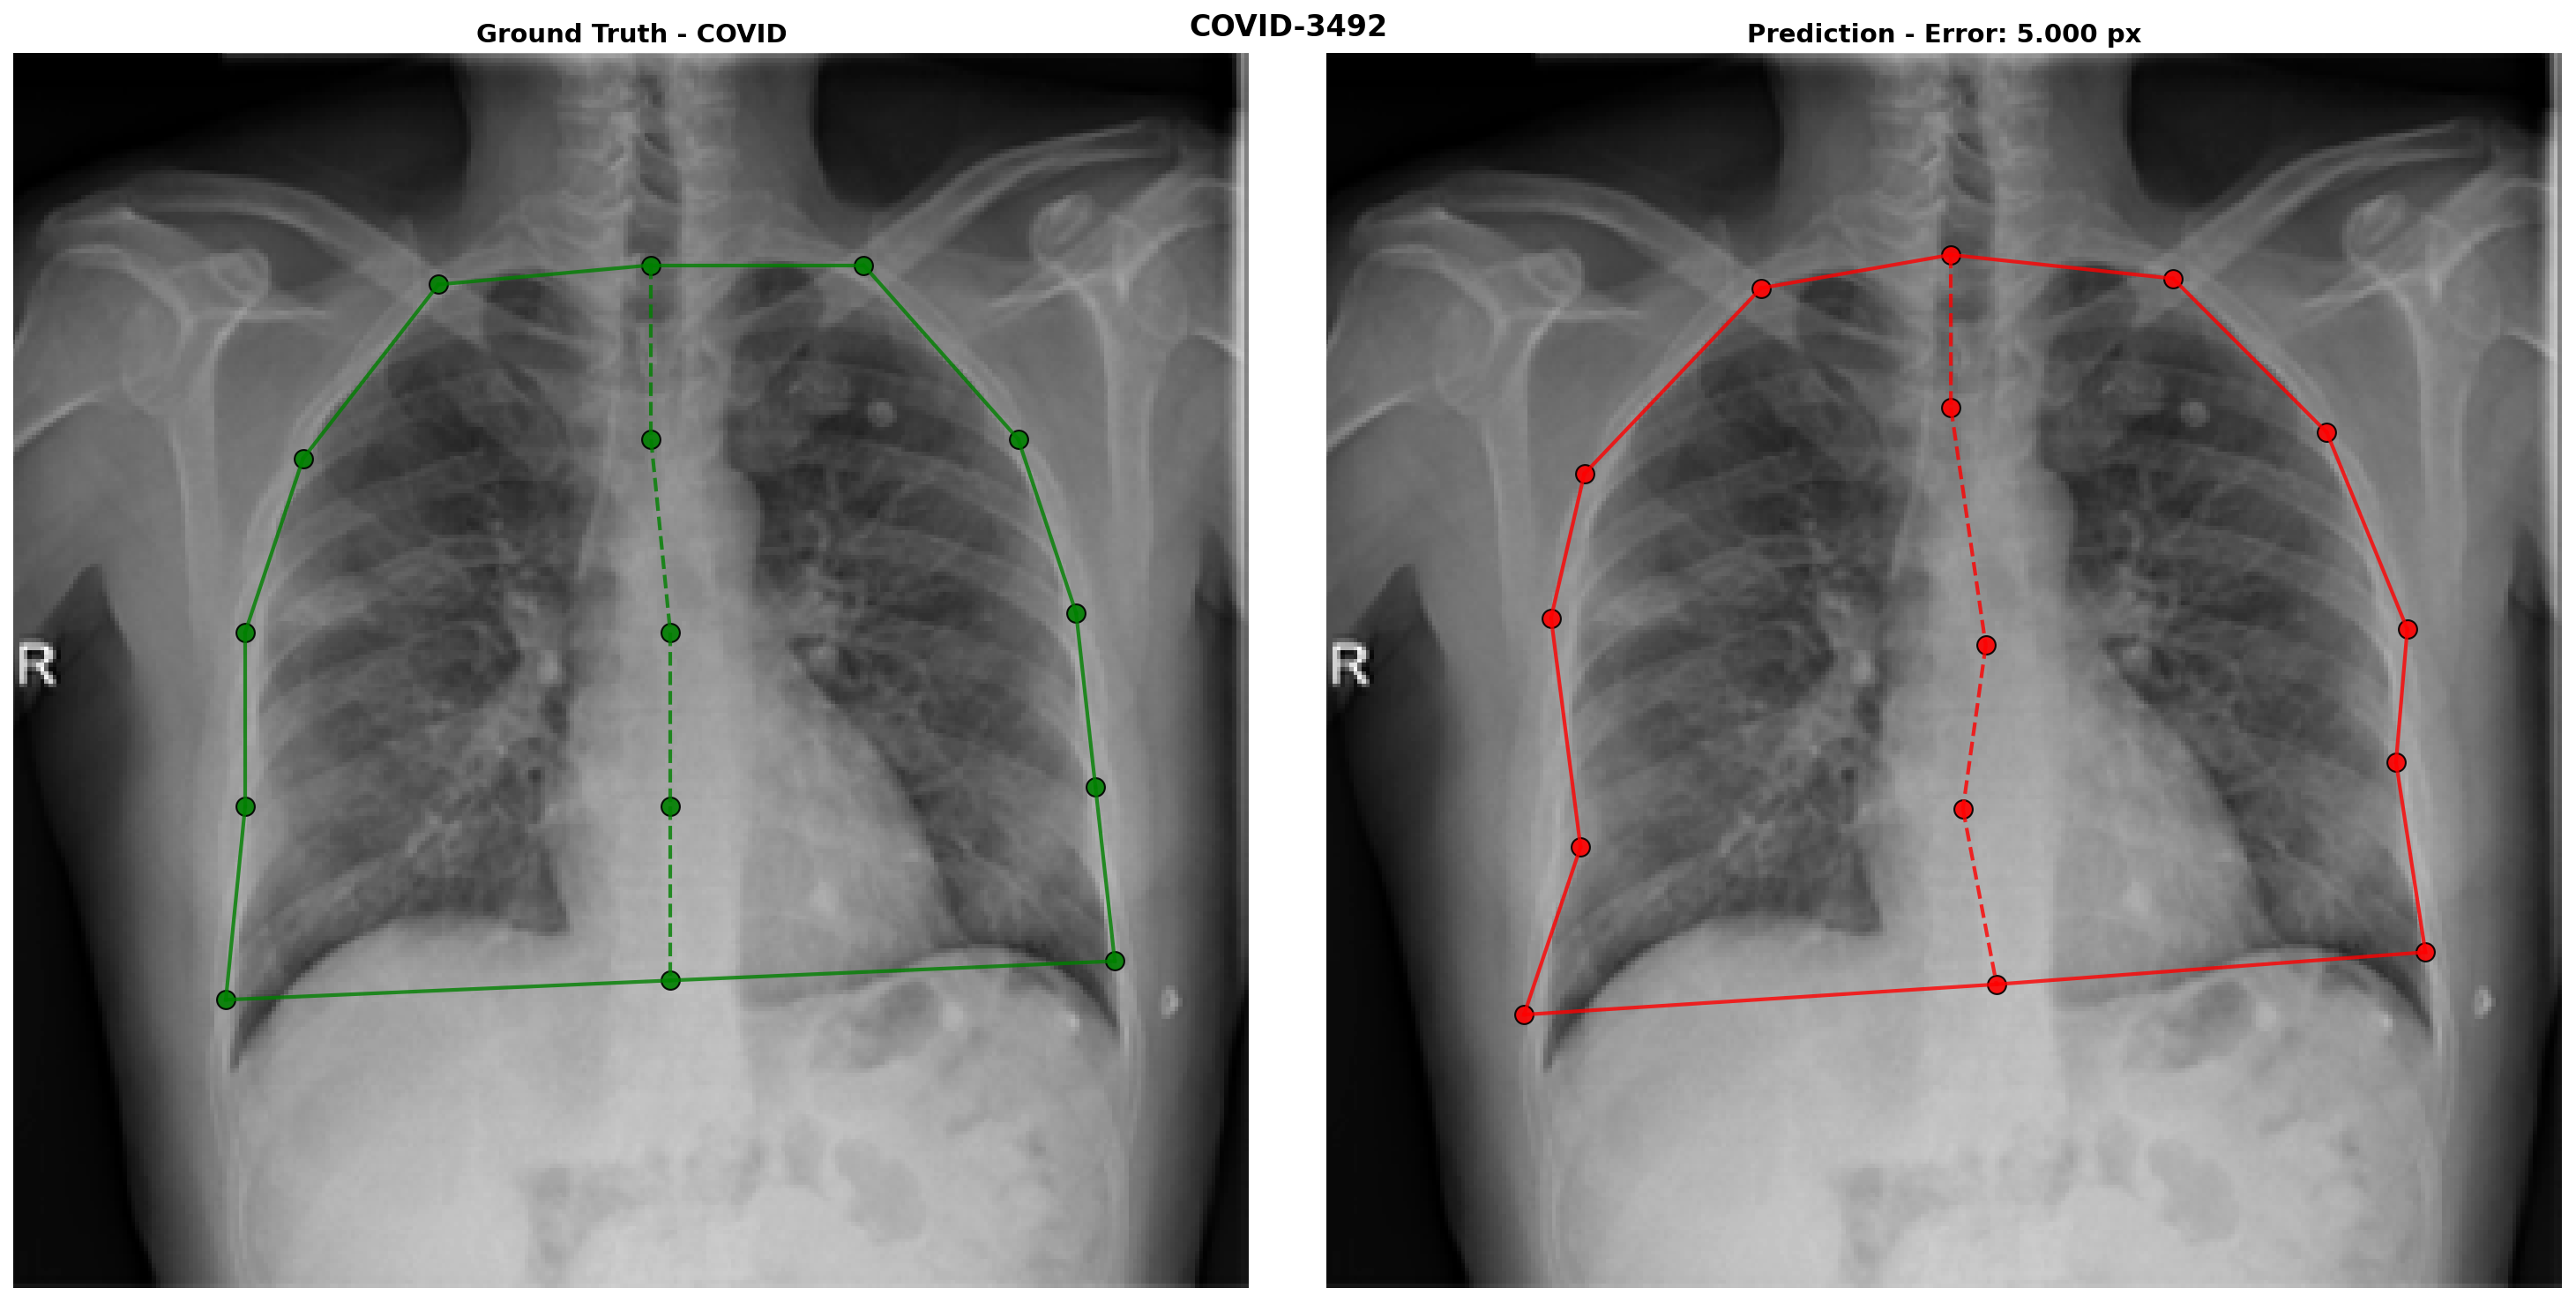 COVID-3492
Ground Truth - COVID
Prediction - Error: 5.000 px
R
R